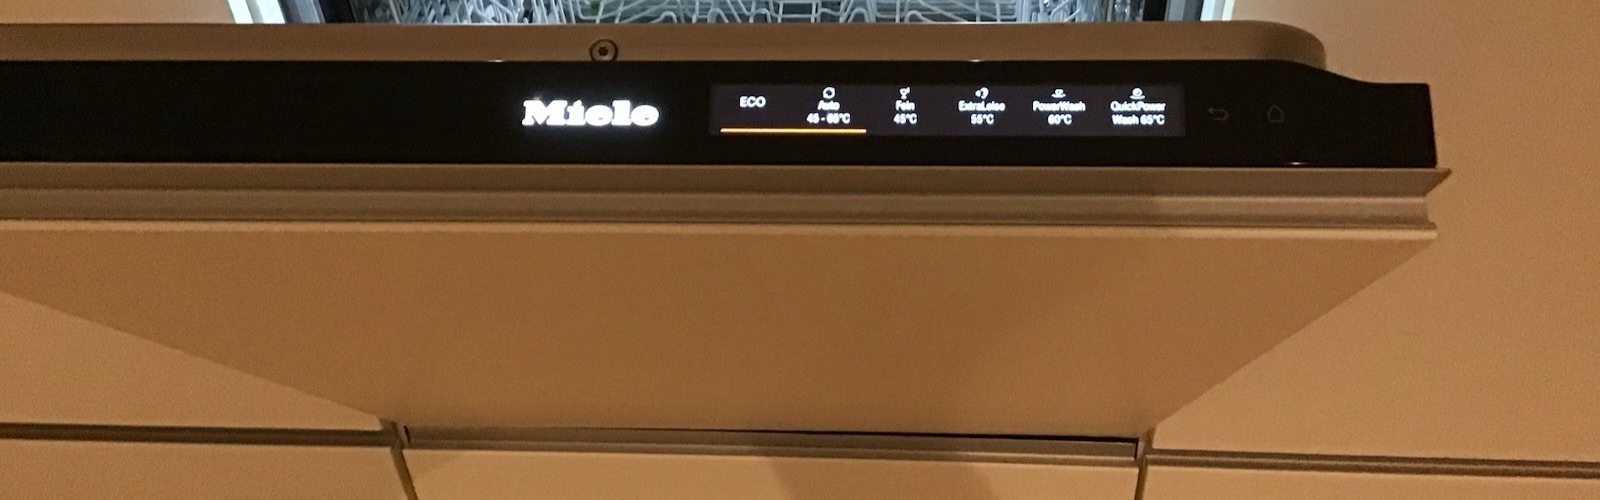 Miele
ECO
Auto
45 - 65°C
Fein
45°C
ExtraLeise
55°C
PowerWash
60°C
QuickPower
Wash 65°C